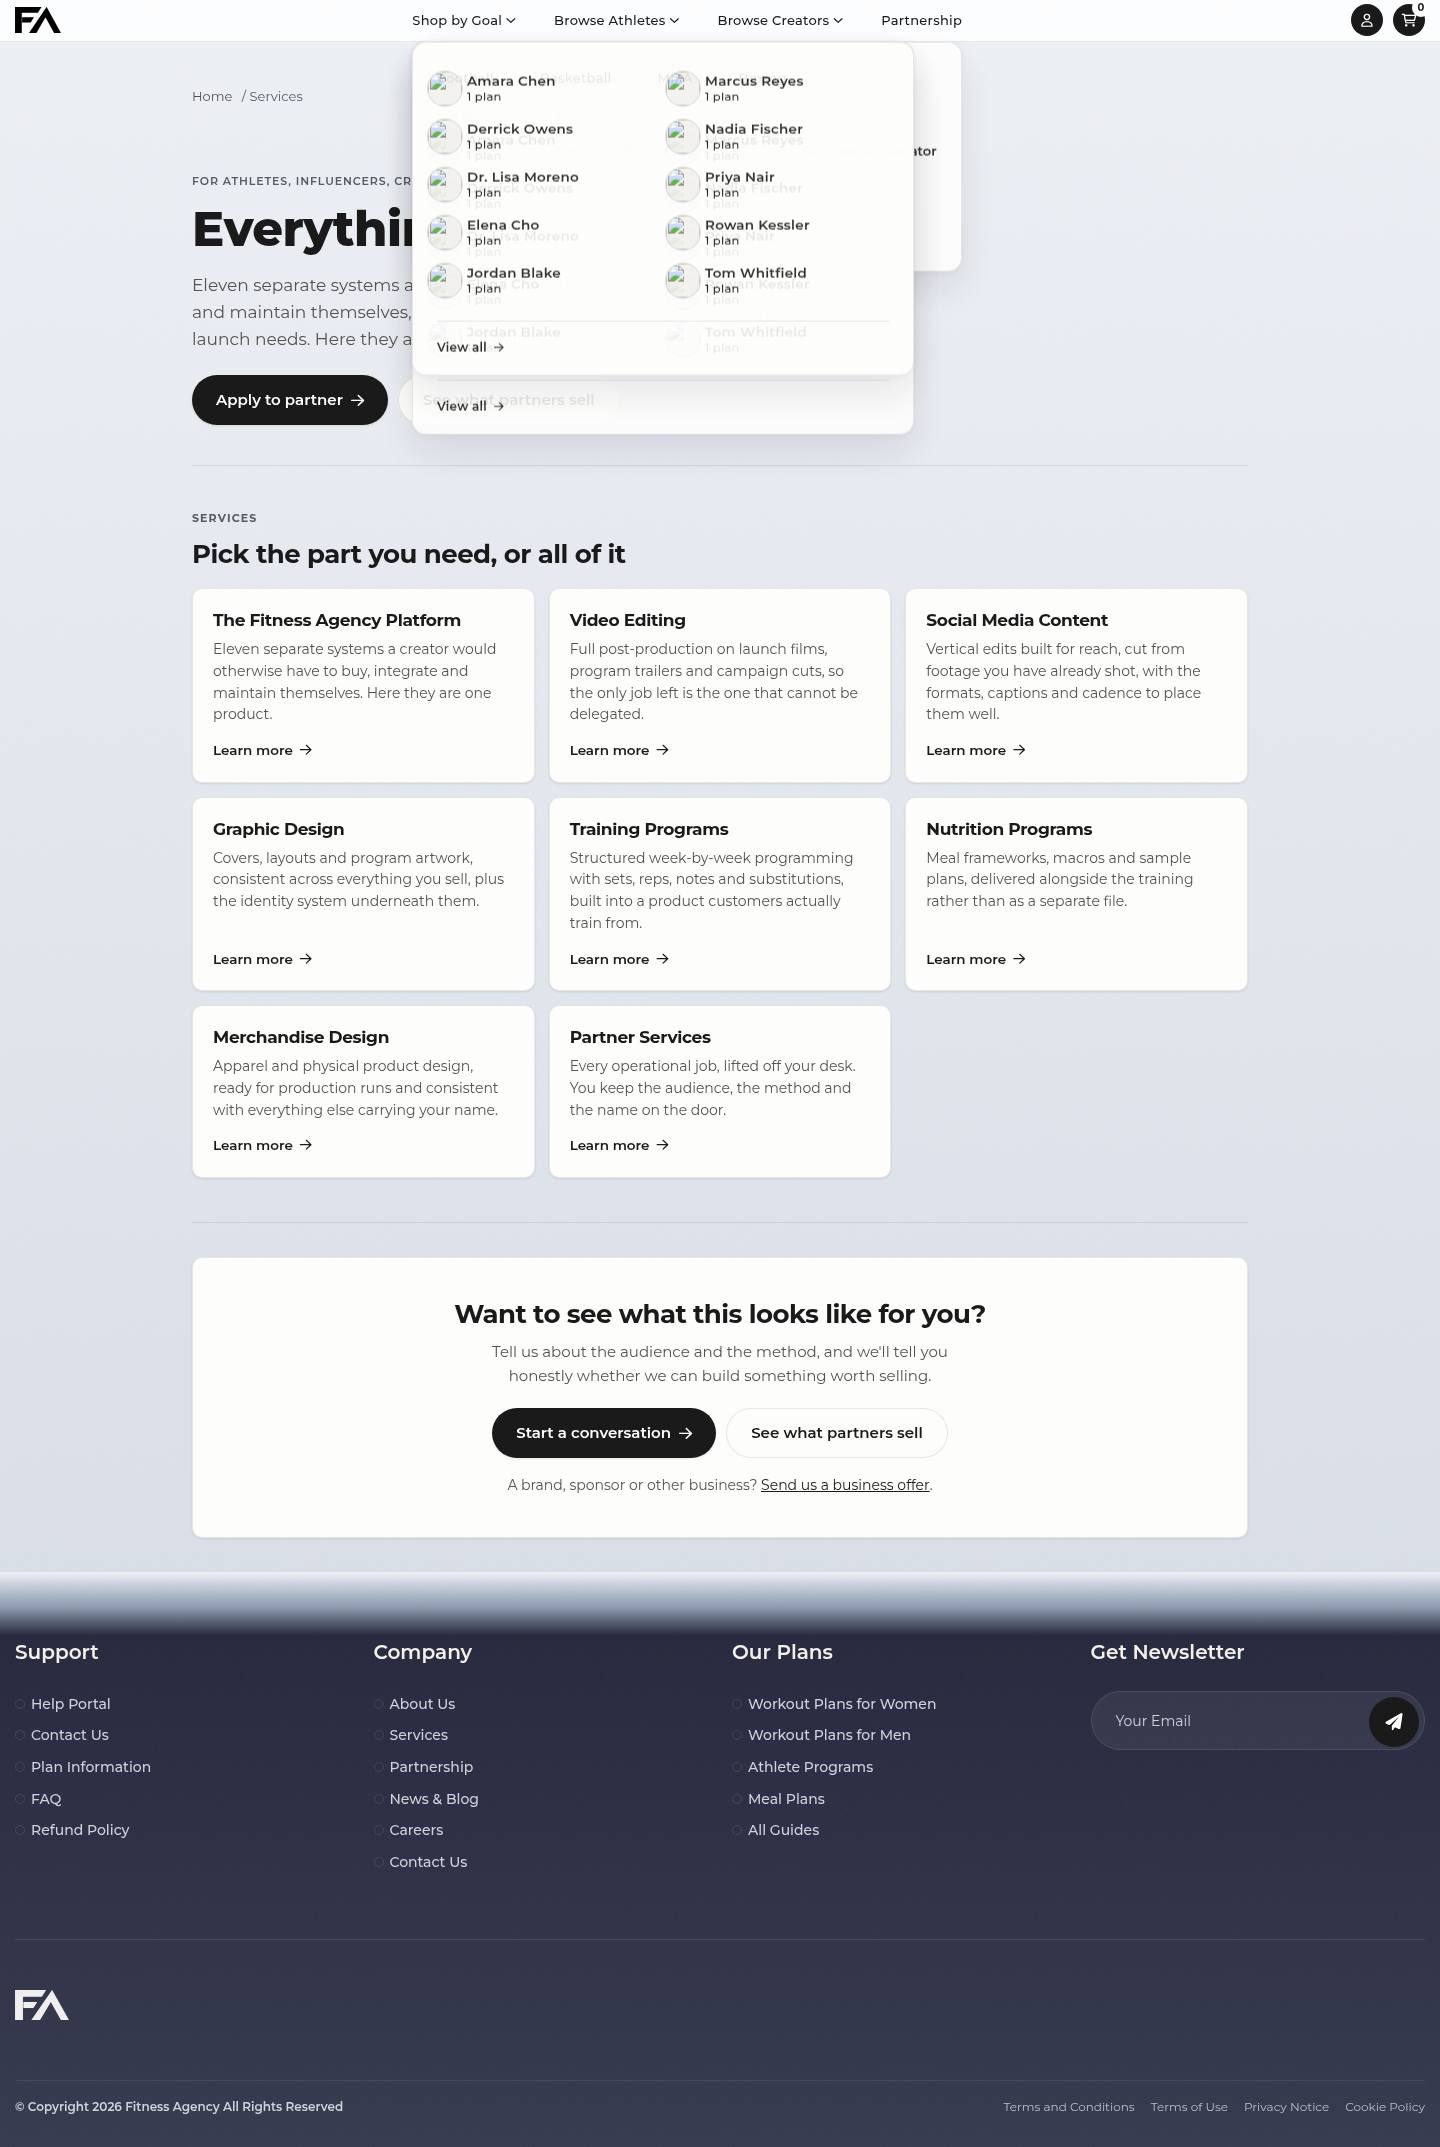 FA
Shop by Goal
Browse Athletes
Browse Creators
Partnership
0
Home / Services
Amara Chen
1 plan
Marcus Reyes
1 plan
Derrick Owens
1 plan
Nadia Fischer
1 plan
Dr. Lisa Moreno
1 plan
Priya Nair
1 plan
Elena Cho
1 plan
Rowan Kessler
1 plan
Jordan Blake
1 plan
Tom Whitfield
1 plan
View all
View all
FOR ATHLETES, INFLUENCERS,
Eleven separate systems
and maintain themselves,
launch needs. Here they
Apply to partner
See what partners sell
SERVICES
Pick the part you need, or all of it
The Fitness Agency Platform
Eleven separate systems a creator would
otherwise have to buy, integrate and
maintain themselves. Here they are one
product.
Learn more
Video Editing
Full post-production on launch films,
program trailers and campaign cuts, so
the only job left is the one that cannot be
delegated.
Learn more
Social Media Content
Vertical edits built for reach, cut from
footage you have already shot, with the
formats, captions and cadence to place
them well.
Learn more
Graphic Design
Covers, layouts and program artwork,
consistent across everything you sell, plus
the identity system underneath them.
Learn more
Training Programs
Structured week-by-week programming
with sets, reps, notes and substitutions,
built into a product customers actually
train from.
Learn more
Nutrition Programs
Meal frameworks, macros and sample
plans, delivered alongside the training
rather than as a separate file.
Learn more
Merchandise Design
Apparel and physical product design,
ready for production runs and consistent
with everything else carrying your name.
Learn more
Partner Services
Every operational job, lifted off your desk.
You keep the audience, the method and
the name on the door.
Learn more
Want to see what this looks like for you?
Tell us about the audience and the method, and we'll tell you
honestly whether we can build something worth selling.
Start a conversation
See what partners sell
A brand, sponsor or other business? Send us a business offer.
Support
Help Portal
Contact Us
Plan Information
FAQ
Refund Policy
Company
About Us
Services
Partnership
News & Blog
Careers
Contact Us
Our Plans
Workout Plans for Women
Workout Plans for Men
Athlete Programs
Meal Plans
All Guides
Get Newsletter
Your Email
FA
© Copyright 2026 Fitness Agency All Rights Reserved
Terms and Conditions
Terms of Use
Privacy Notice
Cookie Policy